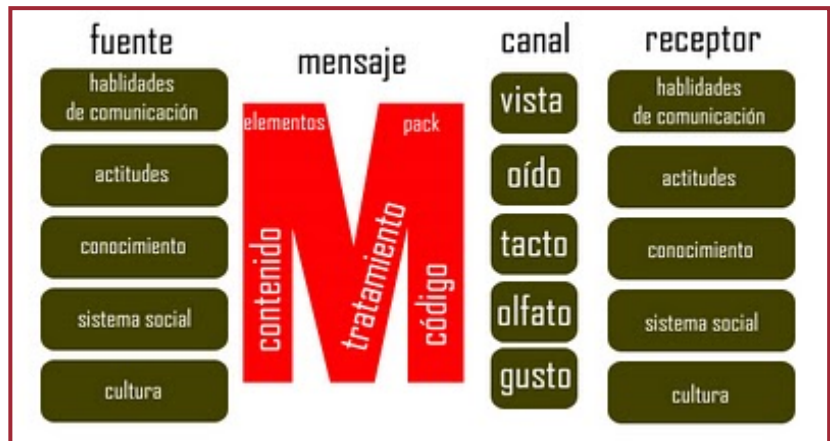 fuente
hablidades
de comunicación
actitudes
conocimiento
sistema social
cultura
mensaje
elementos
pack
contenido
tratamiento
código
canal
vista
oído
tacto
olfato
gusto
receptor
hablidades
de comunicación
actitudes
conocimiento
sistema social
cultura